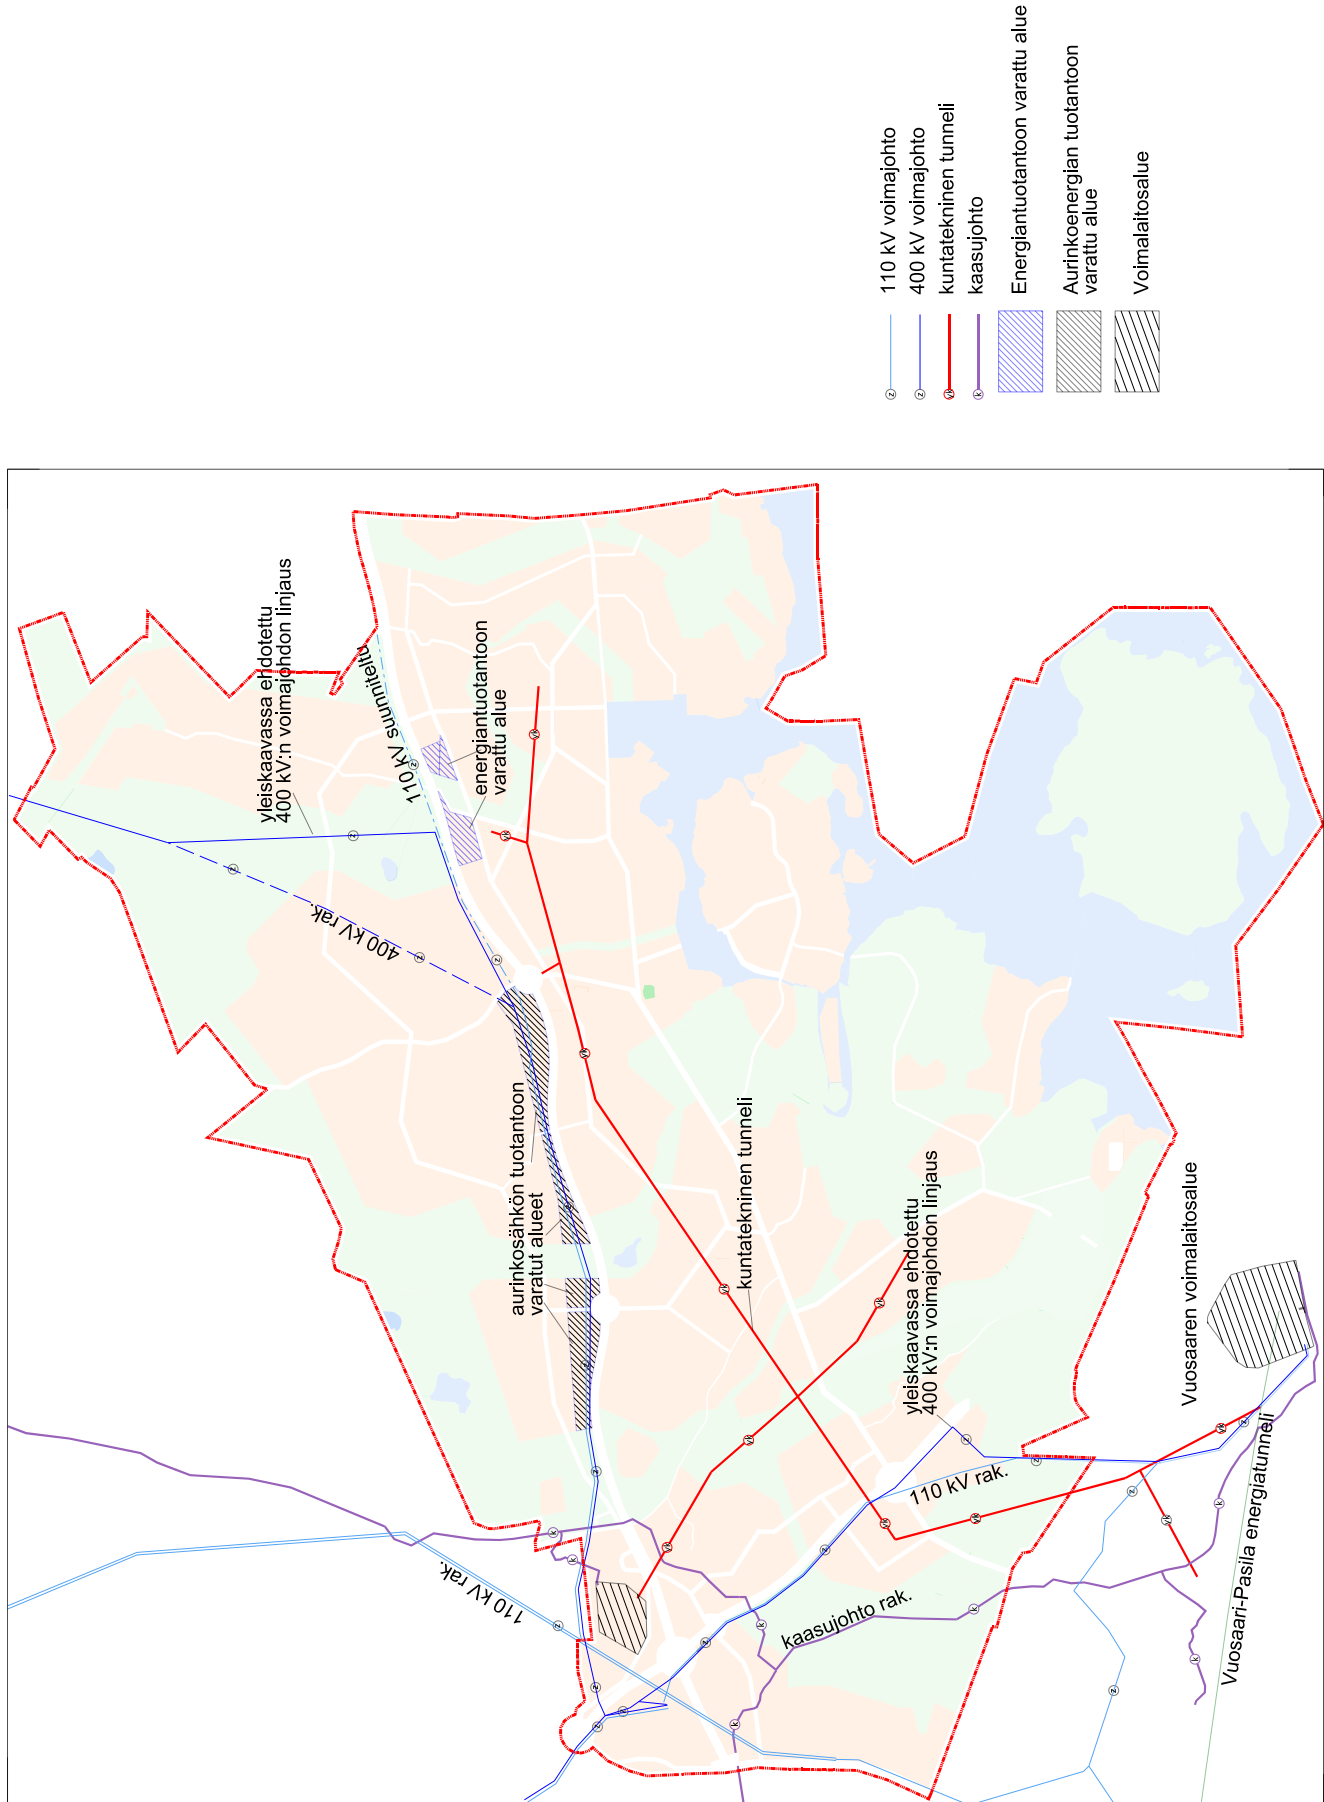 110 kV voimajohto
400 kV voimajohto
kuntatekninen tunneli
kaasujohto
Energiantuotantoon varattu alue
Aurinkoenergian tuotantoon
varattu alue
Voimalaitosalue
z
z
yk
k
yleiskaavassa ehdotettu
400 kV:n voimajohdon linjaus
110 kV suunniteltu
energiantuotantoon
varattu alue
400 kV rak.
aurinkosähkön tuotantoon
varatut alueet
kuntatekninen tunneli
yleiskaavassa ehdotettu
400 kV:n voimajohdon linjaus
110 kV rak.
110 kV rak.
kaasujohto rak.
Vuosaaren voimalaitosalue
Vuosaari-Pasila energiatunneli